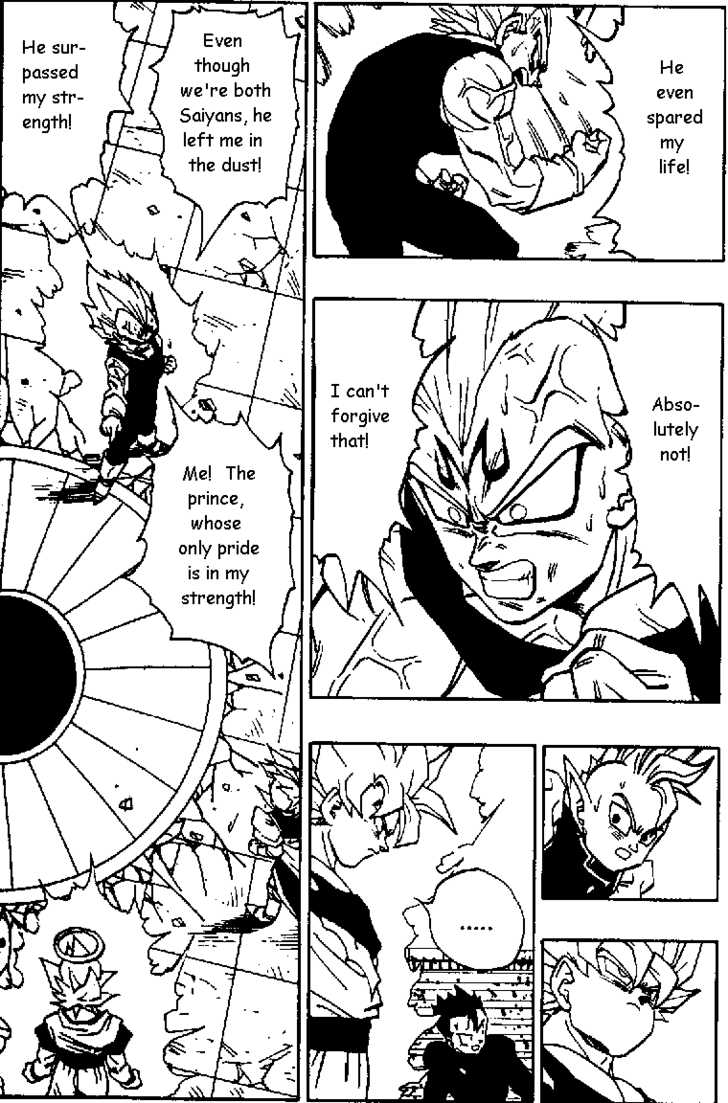 He sur-
passed
my str-
ength!
Even
though
we're both
Saiyans, he
left me in
the dust!
Me! The
prince,
whose
only pride
is in my
strength!
He
even
spared
my
life!
I can't
forgive
that!
Abso-
lutely
not!
.....